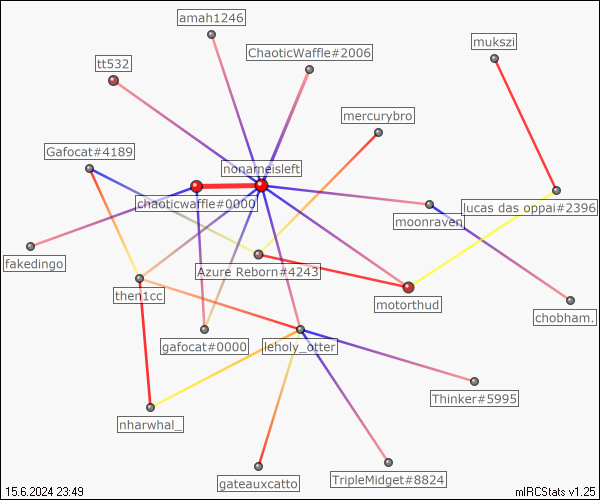 amah1246
mukszi
ChaoticWaffle#2006
tt532
mercurybro
Gafocat#4189
nonameisleft
chaoticwaffle#0000
lucas das oppai#2396
moonraven
fakedingo
Azure Reborn#4243
then1cc
motorthud
chobham.
gafocat#0000
leholy_otter
Thinker#5995
nharwhal_
gateauxcatto
TripleMidget#8824
15.6.2024 23:49
mIRCStats v1.25